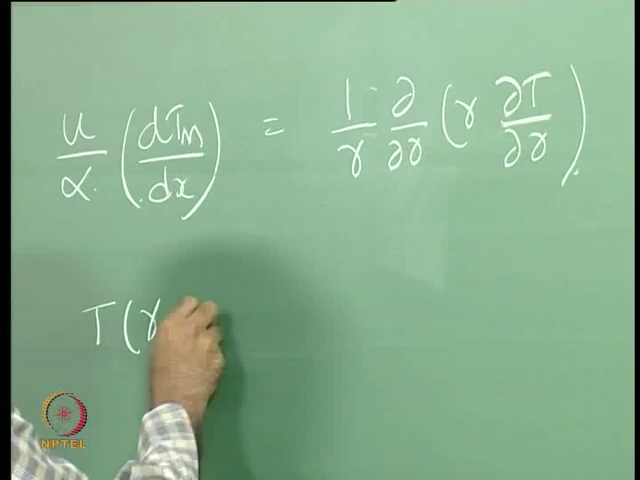 u/α (dTm/dx) = 1/r ∂/∂r (r ∂T/∂r)
T(r
NPTEL